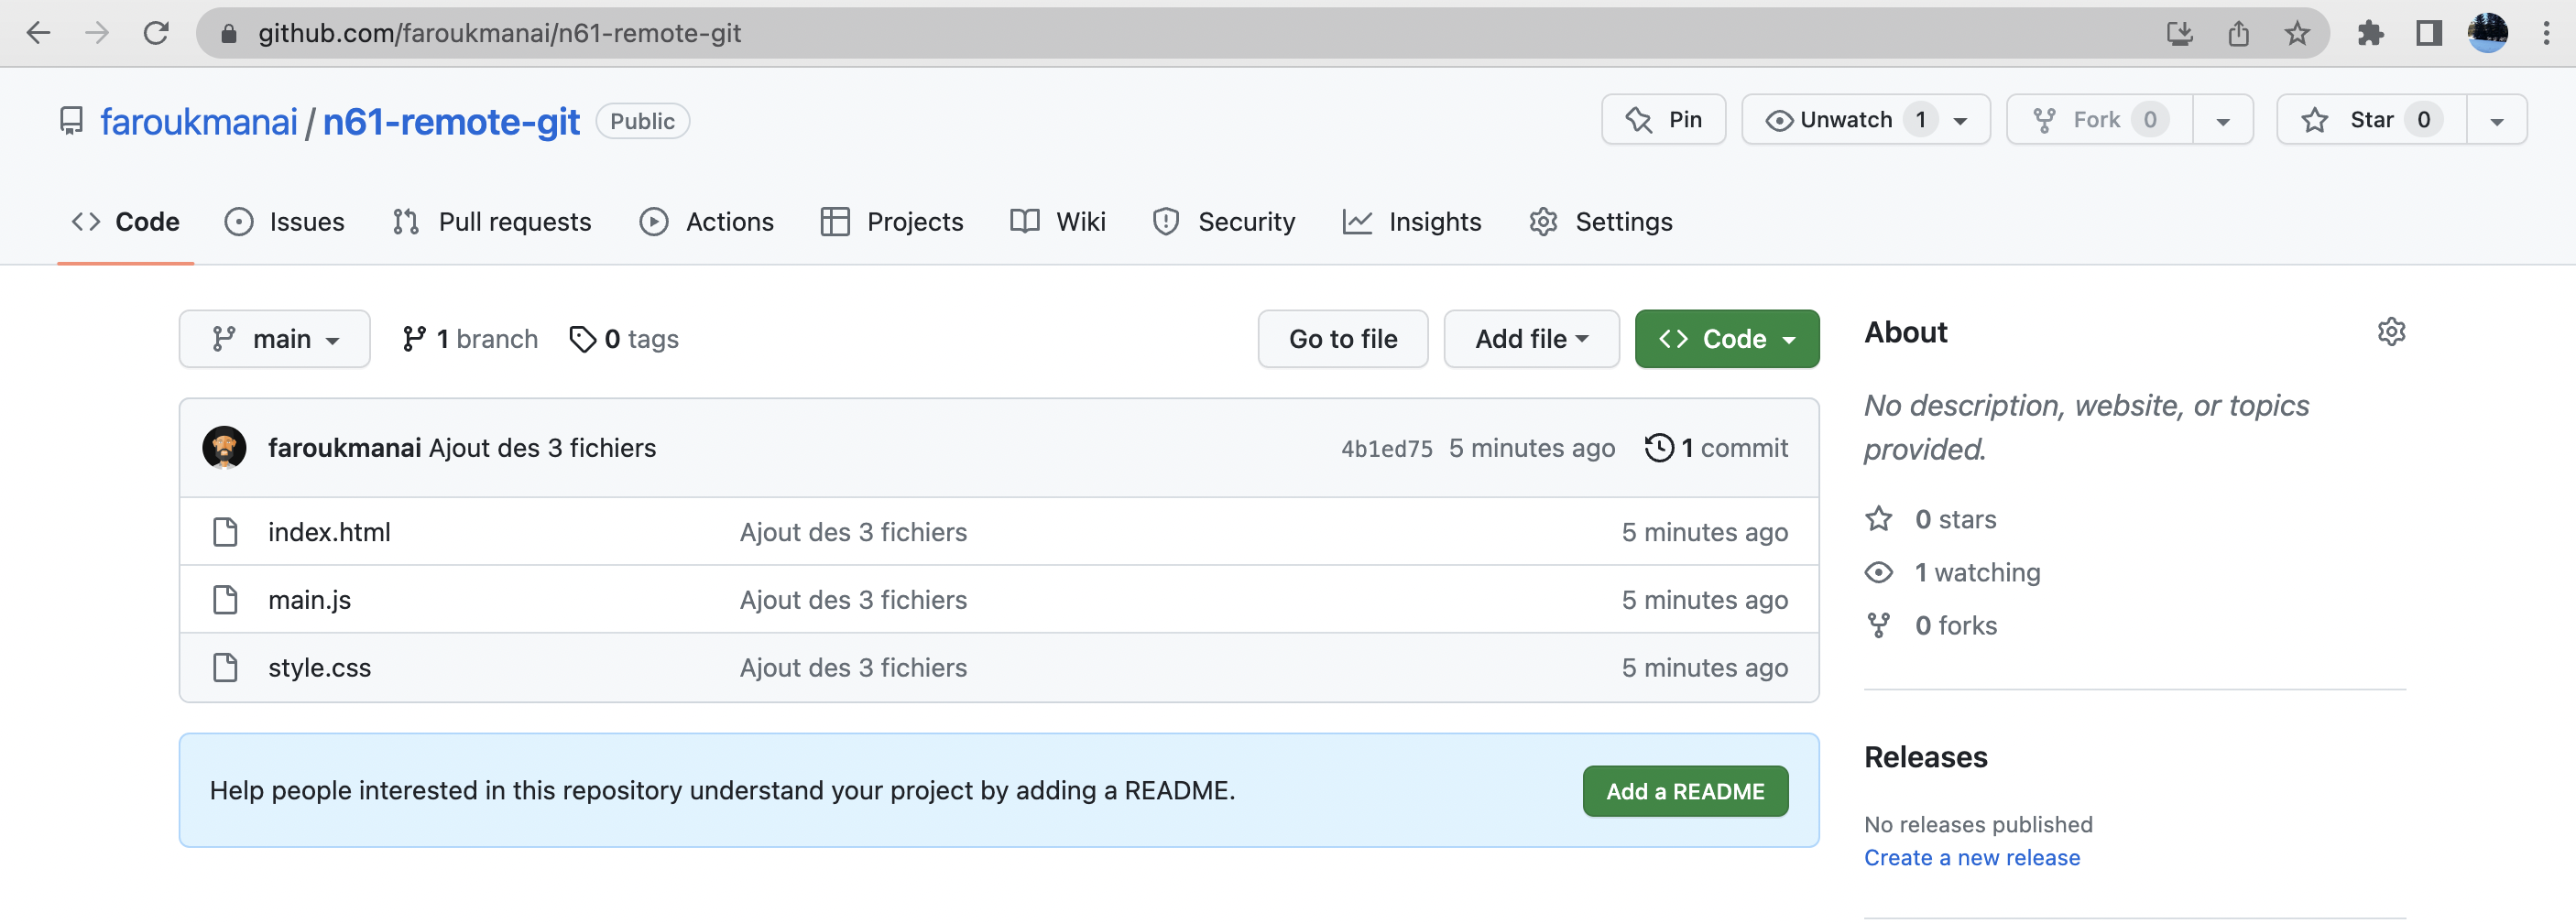 github.com/faroukmanai/n61-remote-git
faroukmanai / n61-remote-git Public Pin Unwatch 1 Fork 0 Star 0
Code Issues Pull requests Actions Projects Wiki Security Insights Settings
main 1 branch 0 tags Go to file Add file Code
faroukmanai Ajout des 3 fichiers 4b1ed75 5 minutes ago 1 commit
index.html Ajout des 3 fichiers 5 minutes ago
main.js Ajout des 3 fichiers 5 minutes ago
style.css Ajout des 3 fichiers 5 minutes ago
Help people interested in this repository understand your project by adding a README. Add a README
About
No description, website, or topics
provided.
0 stars
1 watching
0 forks
Releases
No releases published
Create a new release